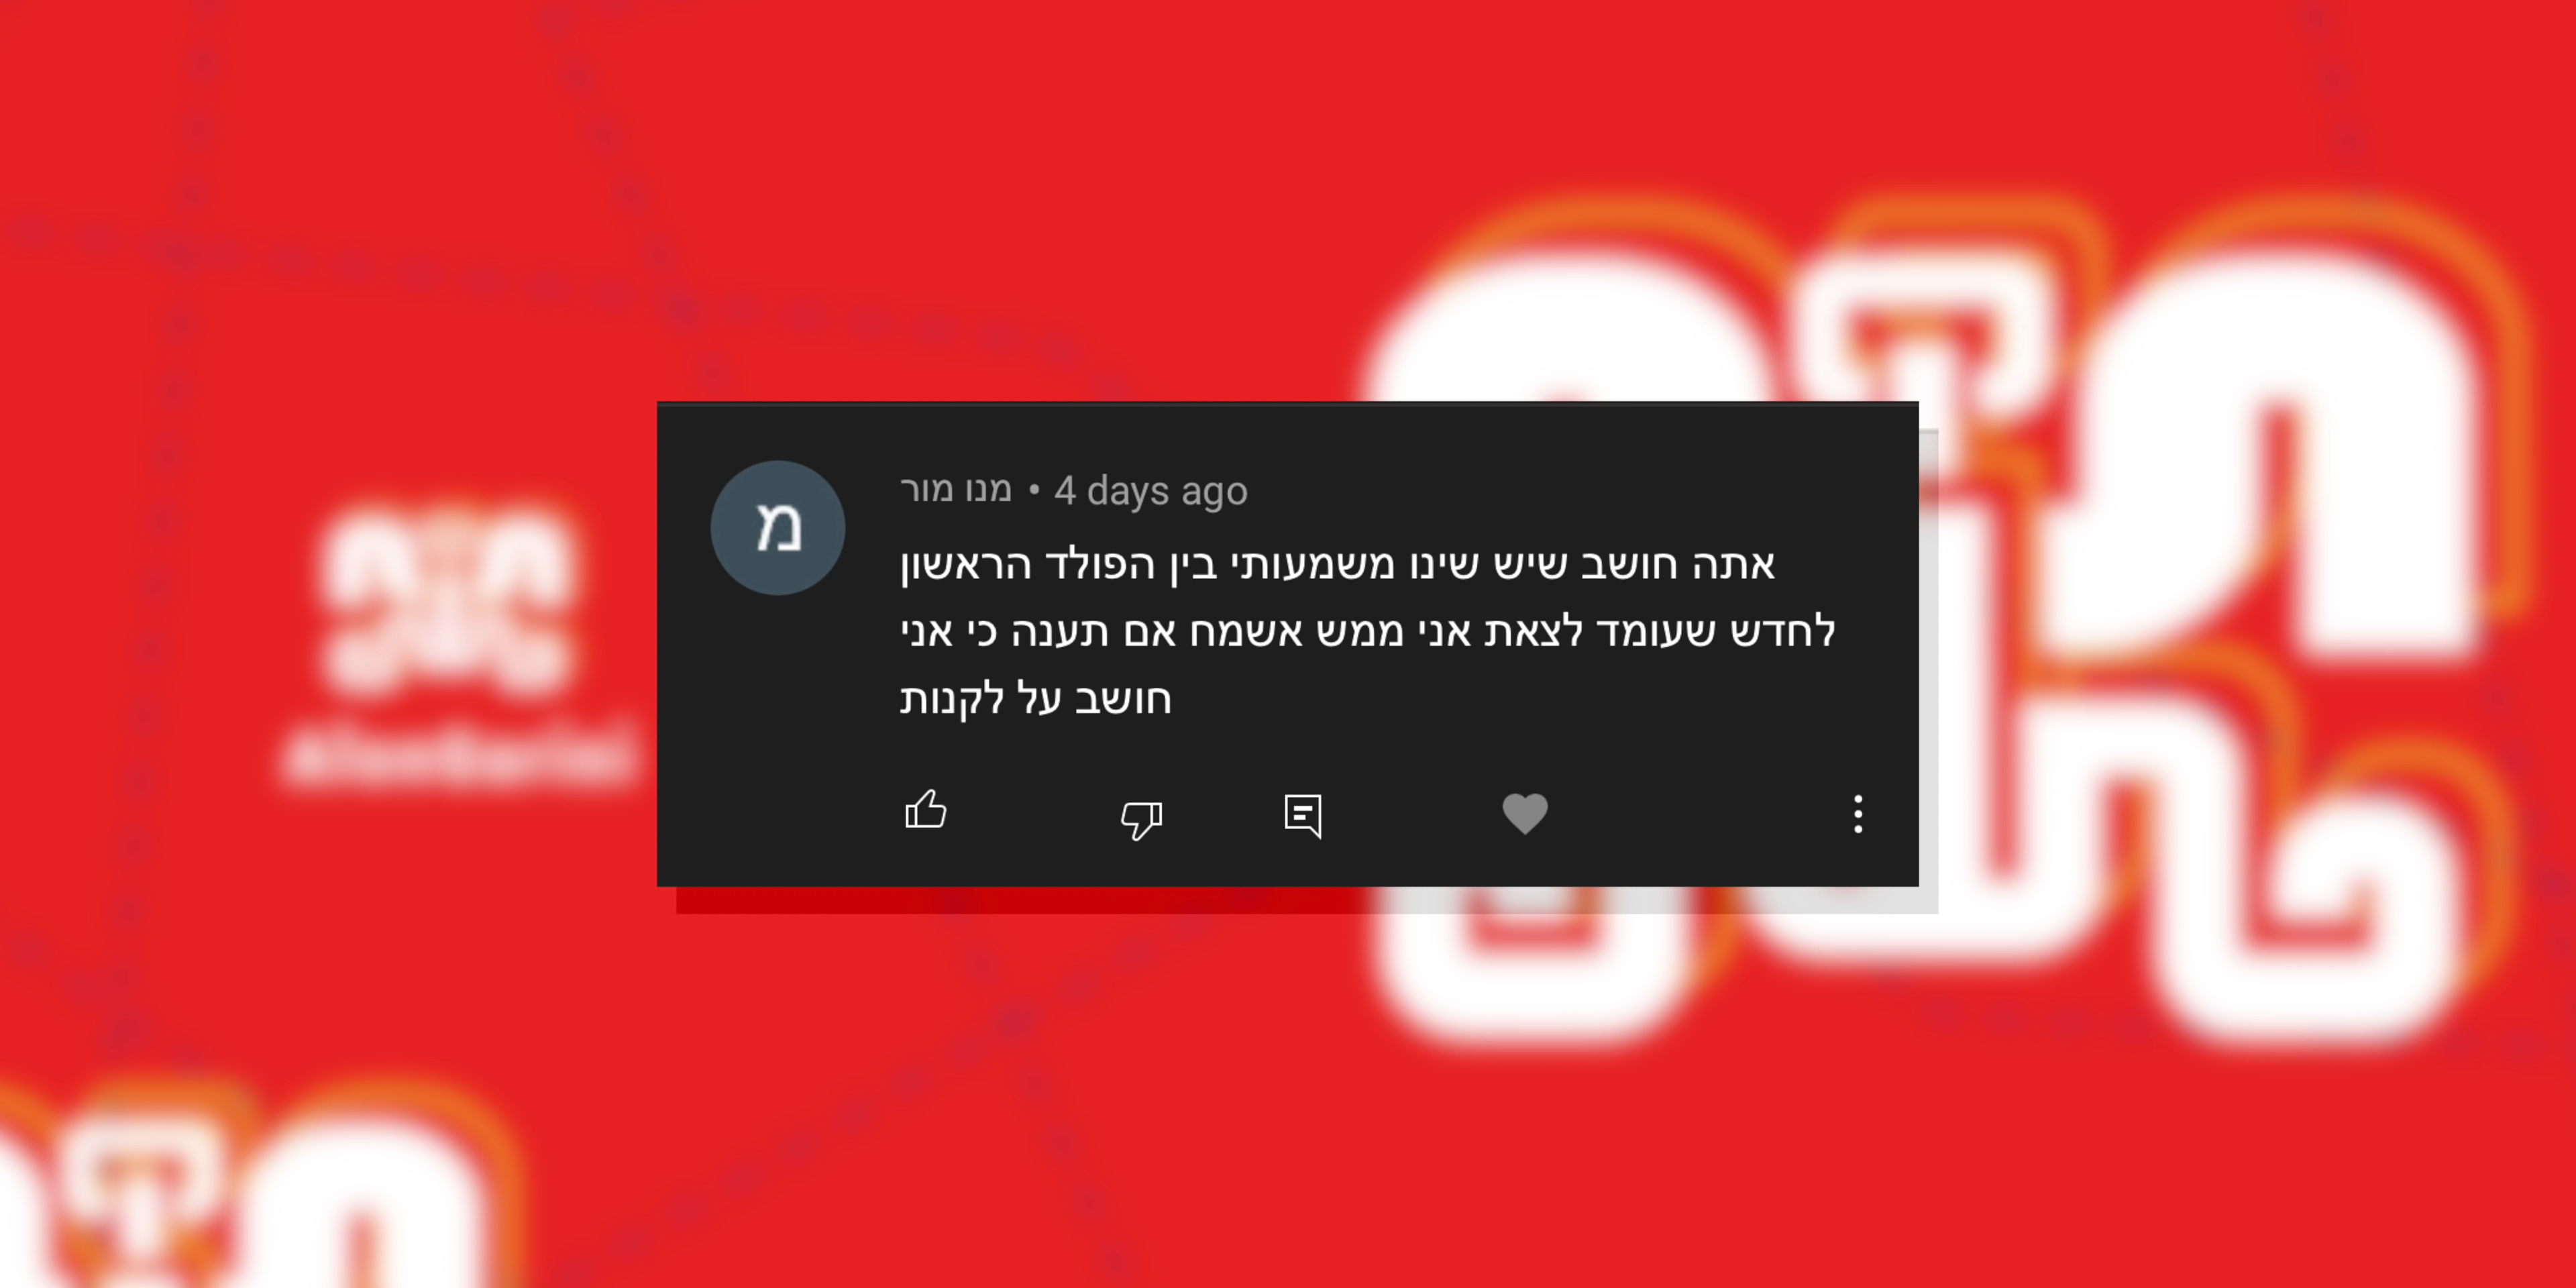 מנו מור • 4 days ago
מ
אתה חושב שיש שינו משמעותי בין הפולד הראשון
לחדש שעומד לצאת אני ממש אשמח אם תענה כי אני
חושב על לקנות